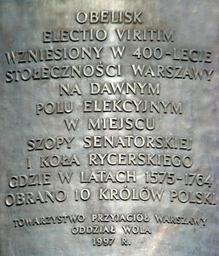 OBELISK
ELECTIO VIRITIM
WZNIESIONY W 400-LECIE
STOŁECZNOŚCI WARSZAWY
NA DAWNYM
POLU ELEKCYJNYM
W MIEJSCU
SZOPY SENATORSKIEJ
I KOŁA RYCERSKIEGO
GDZIE W LATACH 1575-1764
OBRANO 10 KRÓLÓW POLSKI
TOWARZYSTWO PRZYJACIÓŁ WARSZAWY
ODDZIAŁ WOLA
1997 R.